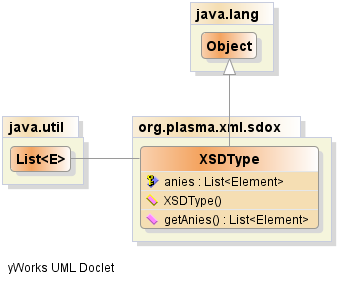 java.lang
Object
java.util
List<E>
org.plasma.xml.sdox
XSDType
anies : List<Element>
XSDType()
getAnies() : List<Element>
yWorks UML Doclet